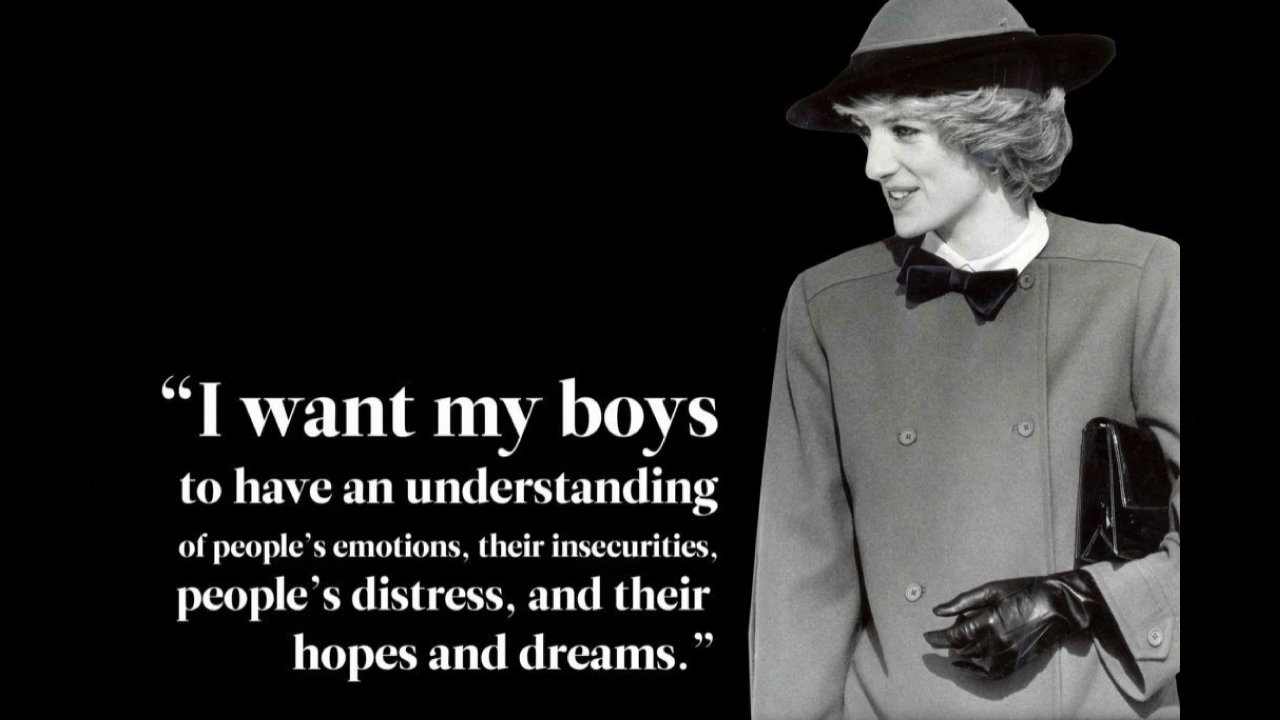 “I want my boys
to have an understanding
of people’s emotions, their insecurities,
people’s distress, and their
hopes and dreams.”